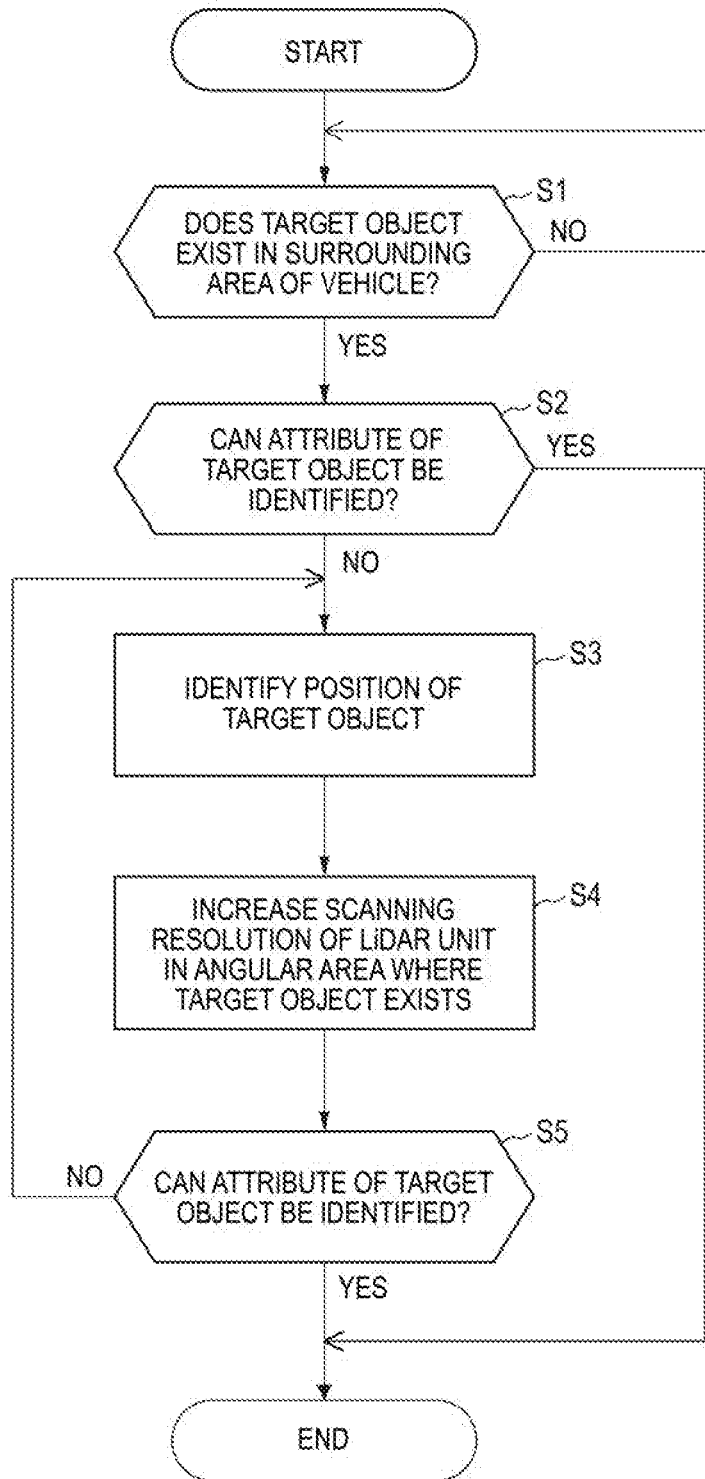 START
S1
DOES TARGET OBJECT
EXIST IN SURROUNDING
AREA OF VEHICLE?
NO
YES
S2
CAN ATTRIBUTE OF
TARGET OBJECT BE
IDENTIFIED?
YES
NO
S3
IDENTIFY POSITION OF
TARGET OBJECT
S4
INCREASE SCANNING
RESOLUTION OF LiDAR UNIT
IN ANGULAR AREA WHERE
TARGET OBJECT EXISTS
S5
NO
CAN ATTRIBUTE OF TARGET
OBJECT BE IDENTIFIED?
YES
END